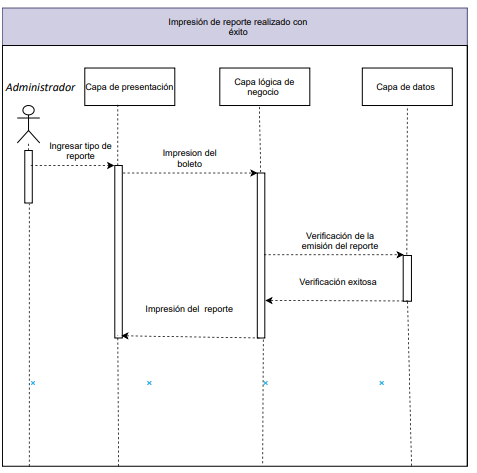 Impresión de reporte realizado con
éxito
Administrador
Capa de presentación
Capa lógica de
negocio
Capa de datos
Ingresar tipo de
reporte
Impresion del
boleto
Verificación de la
emisión del reporte
Verificación exitosa
Impresión del reporte